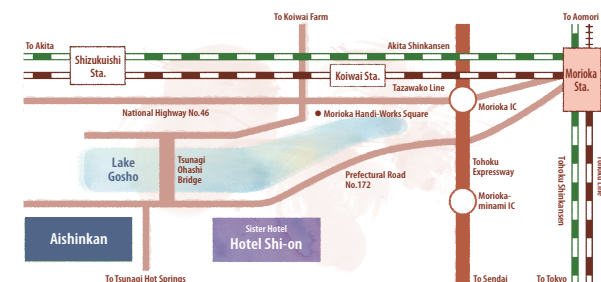 To Koiwai Farm
To Aomori
To Akita
Akita Shinkansen
Shizukuishi
Sta.
Koiwai Sta.
Morioka
Sta.
Tazawako Line
Morioka IC
National Highway No.46
Morioka Handi-Works Square
Lake
Gosho
Tsunagi
Ohashi
Bridge
Prefectural Road
No.172
Tohoku
Expressway
Tohoku Shinkansen
Morioka-
minami IC
Aishinkan
Sister Hotel
Hotel Shi-on
To Tsunagi Hot Springs
To Sendai
To Tokyo